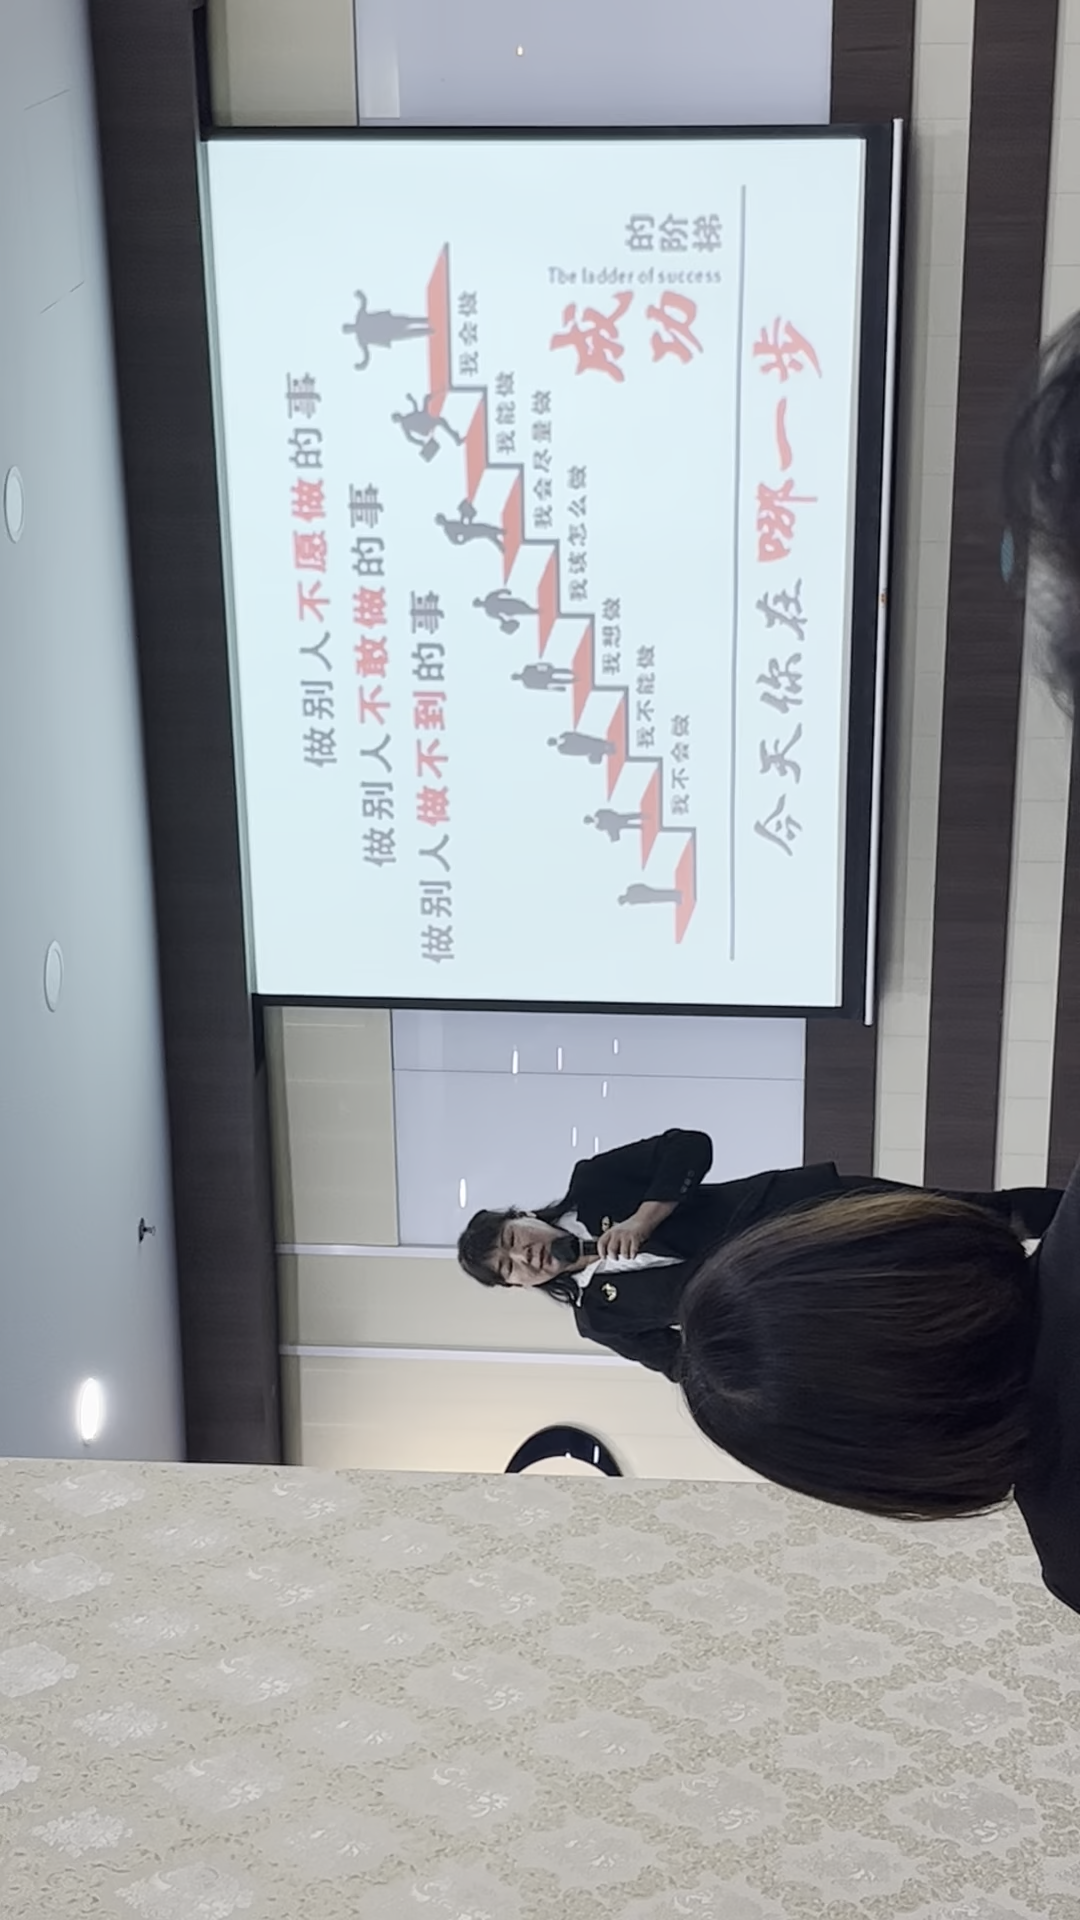 做别人不愿做的事
做别人不敢做的事
做别人做不到的事
我会做
我能做
我会尽量做
我该怎么做
我想做
我不能做
我不会做
成功
的阶梯
The ladder of success
今天你在哪一步